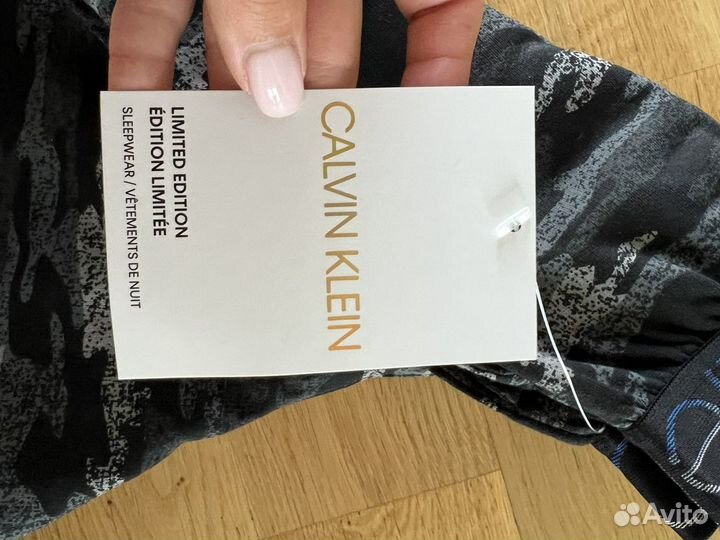 CALVIN KLEIN
LIMITED EDITION
ÉDITION LIMITÉE
SLEEPWEAR / VÊTEMENTS DE NUIT
Avito